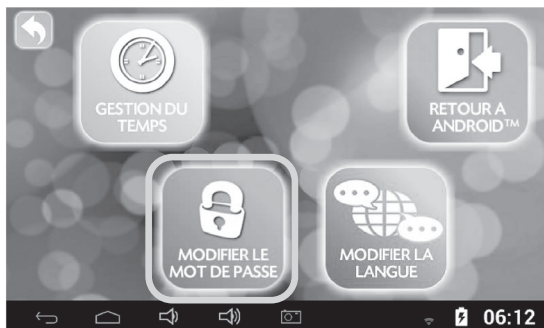 GESTION DU
TEMPS
RETOUR A
ANDROID™
MODIFIER LE
MOT DE PASSE
MODIFIER LA
LANGUE
06:12